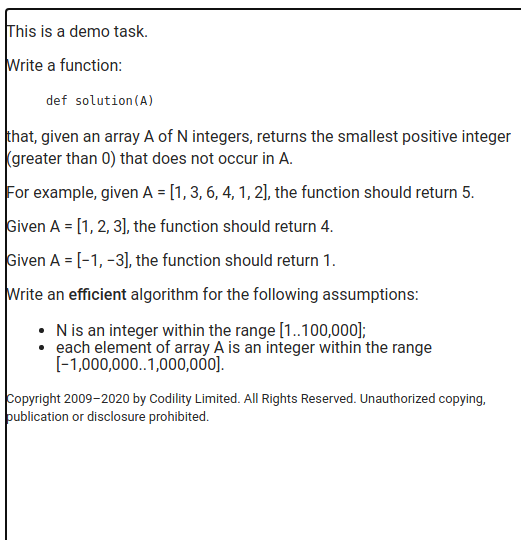 This is a demo task.
Write a function:
def solution(A)
that, given an array A of N integers, returns the smallest positive integer
(greater than 0) that does not occur in A.
For example, given A = [1, 3, 6, 4, 1, 2], the function should return 5.
Given A = [1, 2, 3], the function should return 4.
Given A = [−1, −3], the function should return 1.
Write an efficient algorithm for the following assumptions:
• N is an integer within the range [1..100,000];
• each element of array A is an integer within the range
[−1,000,000..1,000,000].
Copyright 2009–2020 by Codility Limited. All Rights Reserved. Unauthorized copying,
publication or disclosure prohibited.